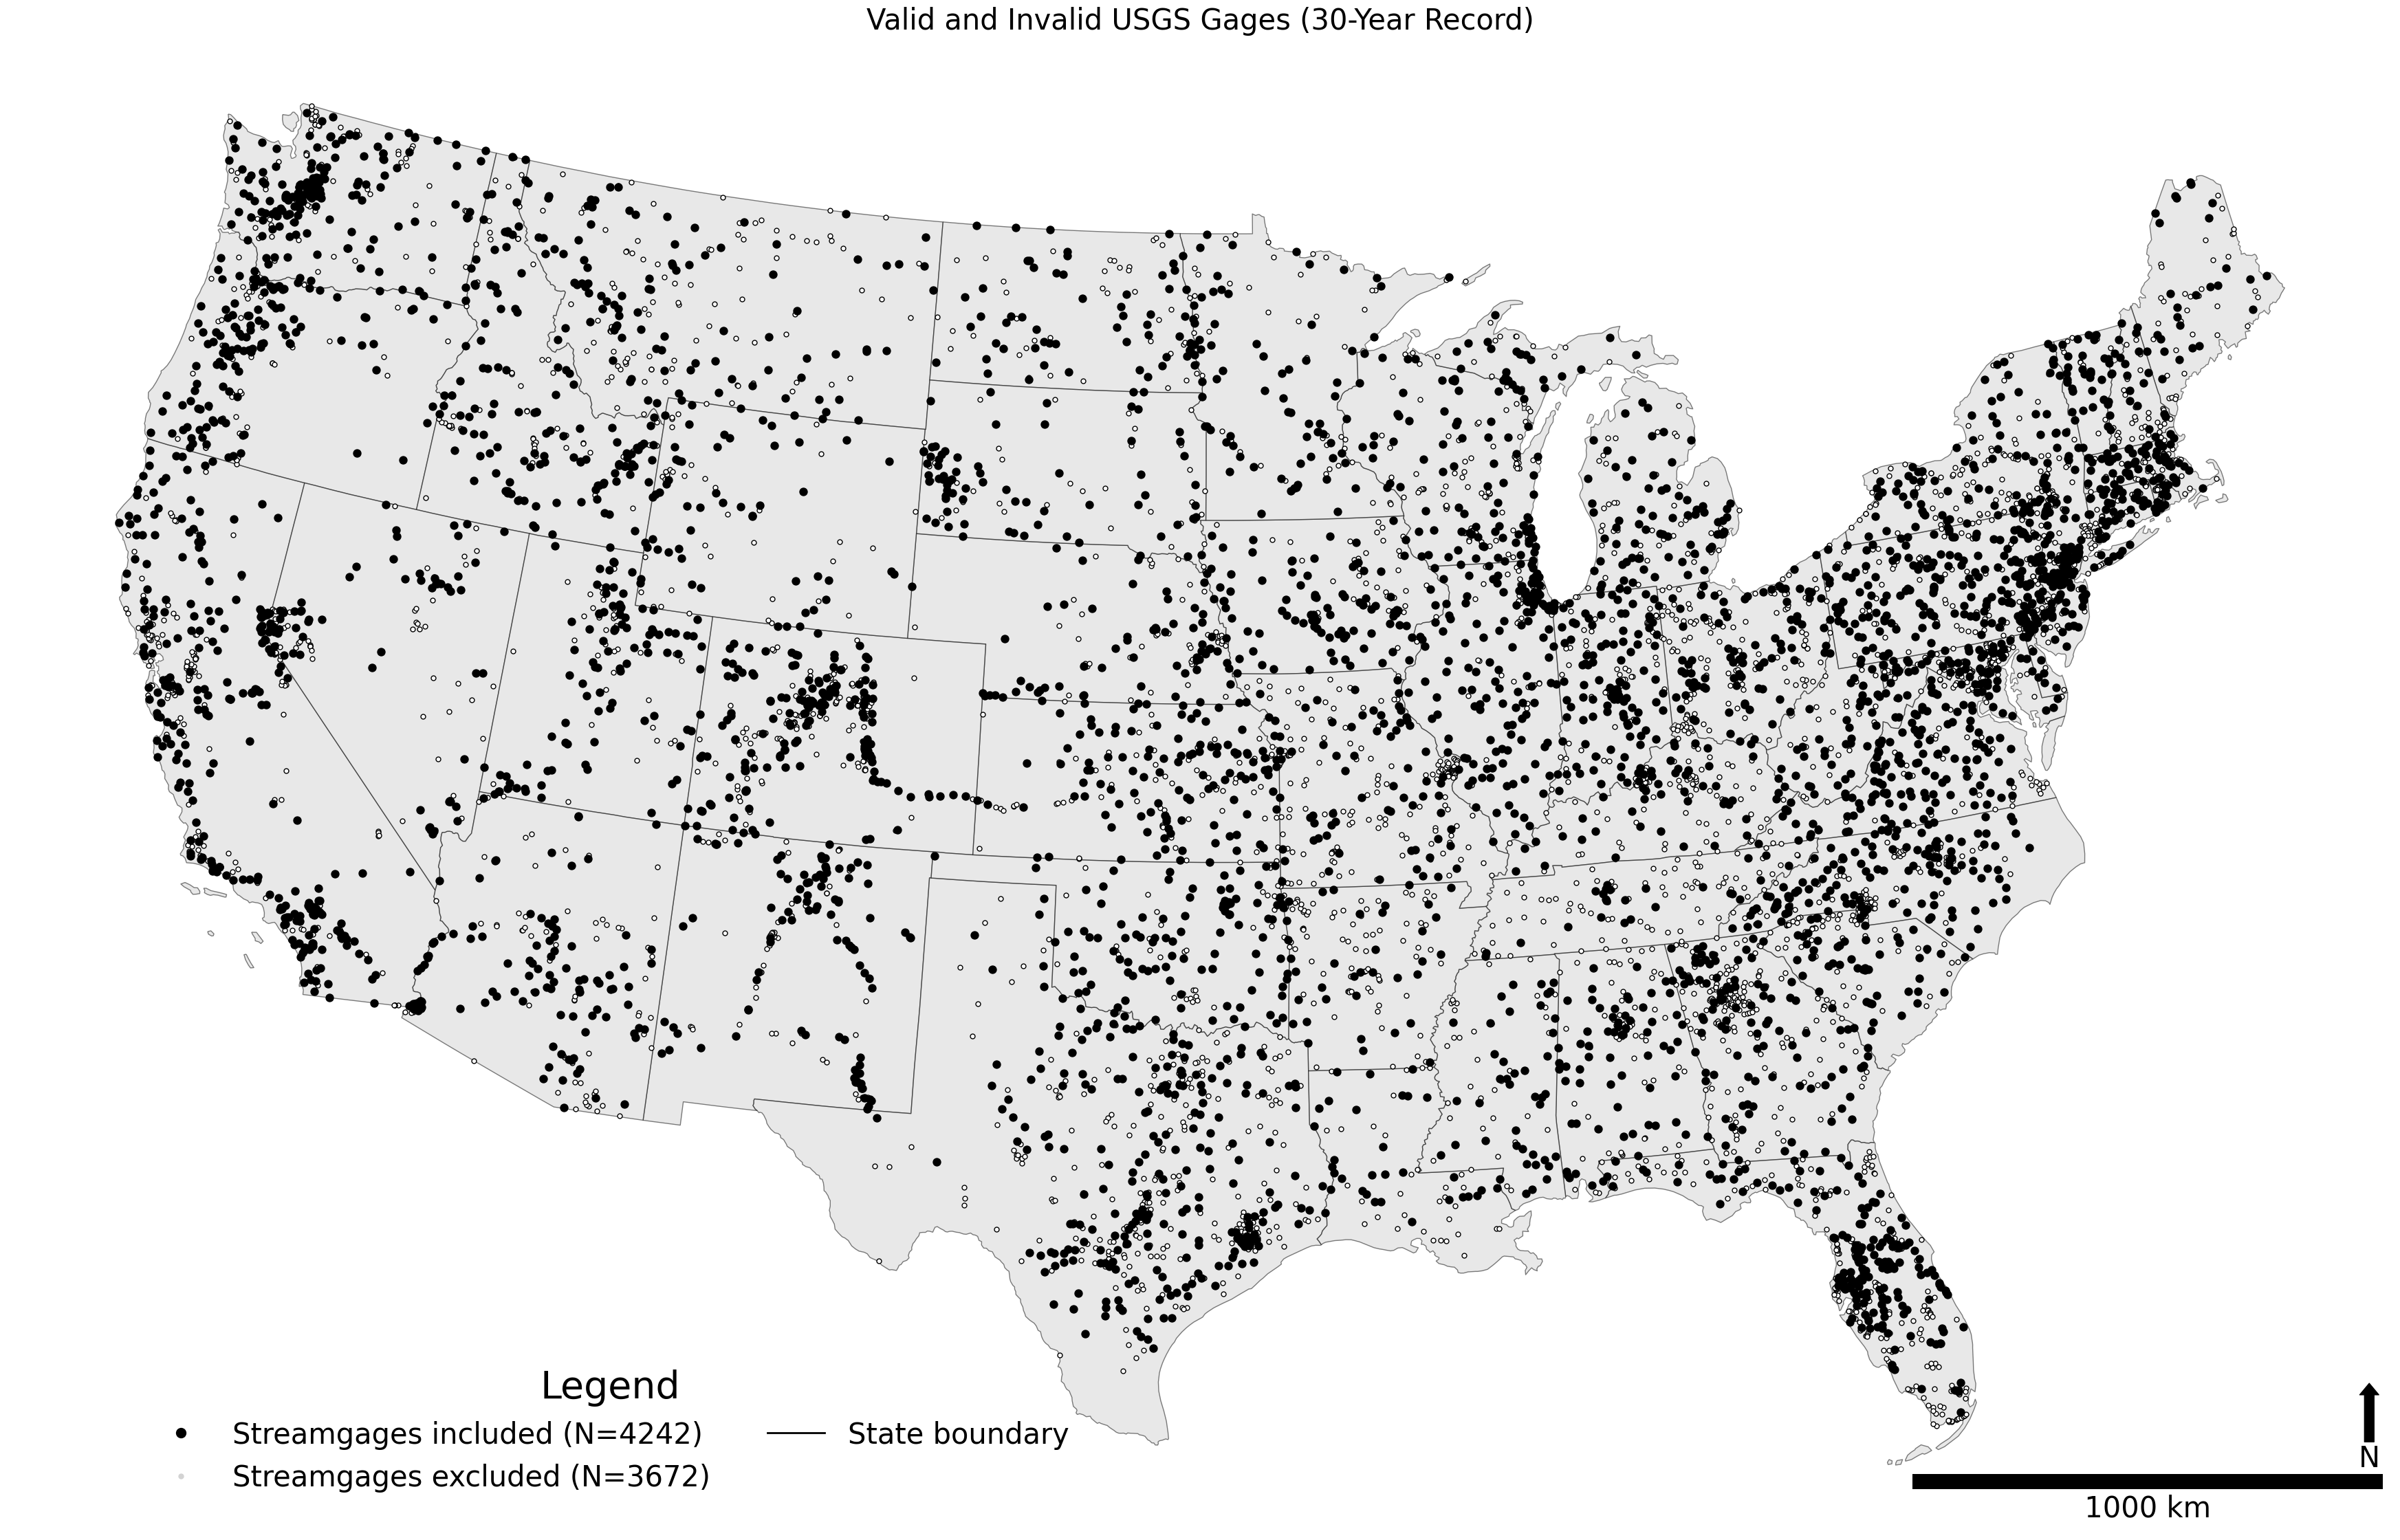 Valid and Invalid USGS Gages (30-Year Record)
Legend
Streamgages included (N=4242)
State boundary
Streamgages excluded (N=3672)
N
1000 km